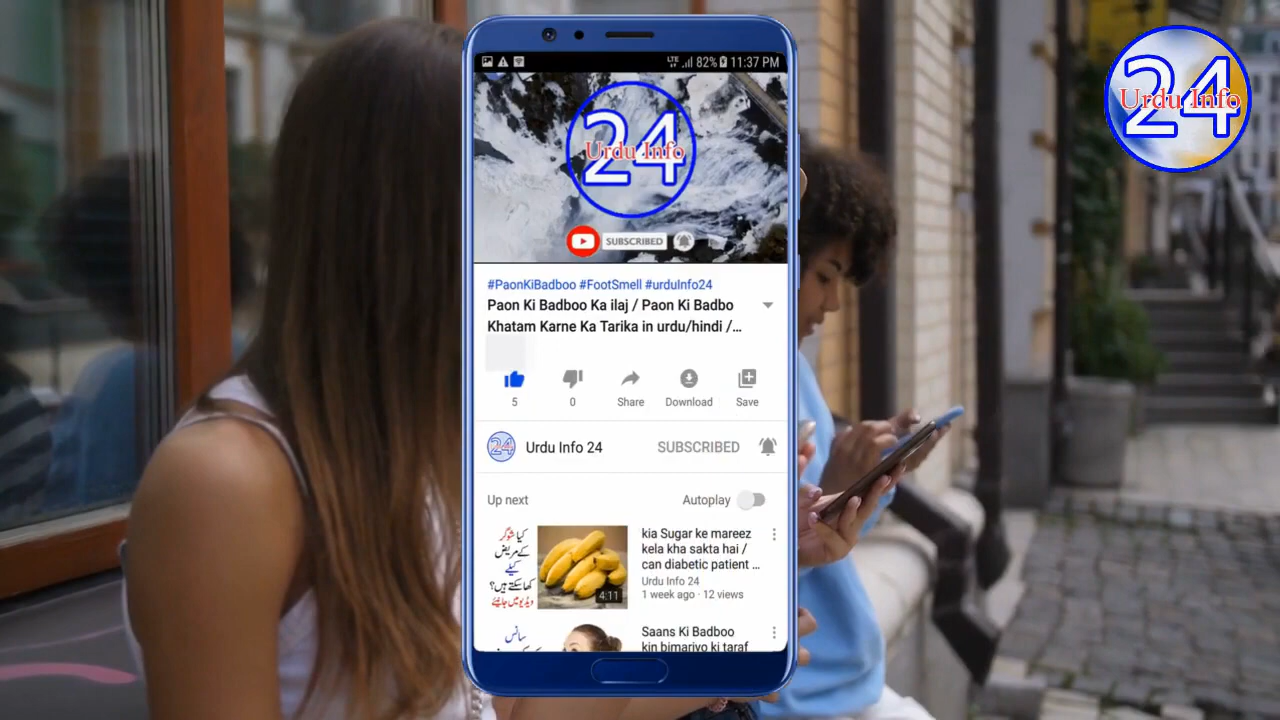 LTE 82% 11:37 PM
24
Urdu Info
24
Urdu Info
SUBSCRIBED
#PaonKiBadboo #FootSmell #urduInfo24
Paon Ki Badboo Ka ilaj / Paon Ki Badbo
Khatam Karne Ka Tarika in urdu/hindi /...
5
0
Share
Download
Save
24
Urdu Info 24
SUBSCRIBED
Up next
Autoplay
کیا شوگر
کے مریض
کیلے
کھا سکتے ہیں؟
ویڈیو میں جانیئے
4:11
kia Sugar ke mareez
kela kha sakta hai /
can diabetic patient ...
Urdu Info 24
1 week ago · 12 views
سانس
Saans Ki Badboo
kin bimariyo ki taraf